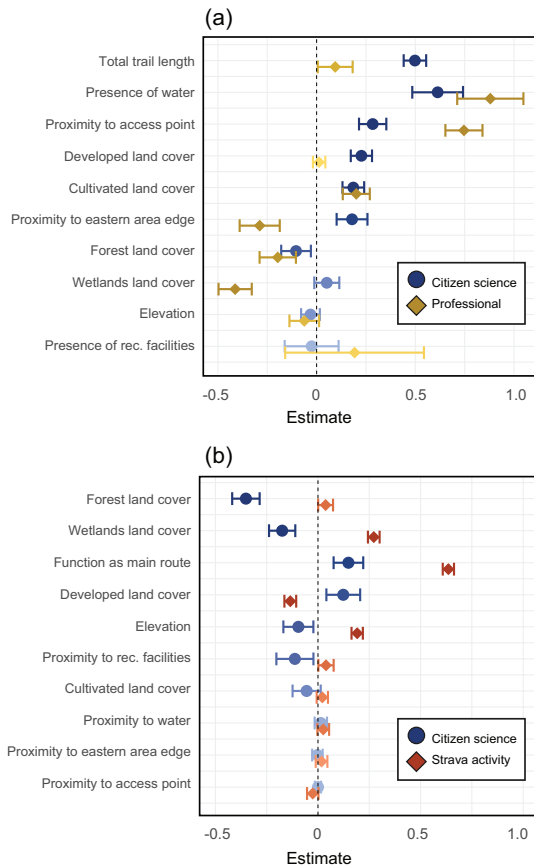 (a)
Total trail length
Presence of water
Proximity to access point
Developed land cover
Cultivated land cover
Proximity to eastern area edge
Forest land cover
Wetlands land cover
Elevation
Presence of rec. facilities
Citizen science
Professional
-0.5 0 0.5 1.0
Estimate
(b)
Forest land cover
Wetlands land cover
Function as main route
Developed land cover
Elevation
Proximity to rec. facilities
Cultivated land cover
Proximity to water
Proximity to eastern area edge
Proximity to access point
Citizen science
Strava activity
-0.5 0 0.5 1.0
Estimate